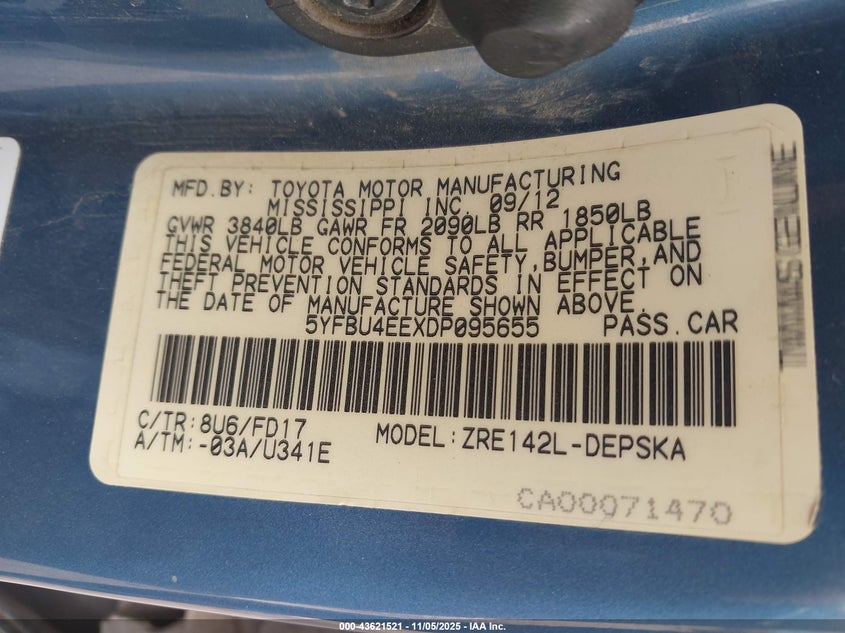 MFD.BY: TOYOTA MOTOR MANUFACTURING
MISSISSIPPI INC. 09/12
GVWR 3840LB GAWR FR 2090LB RR 1850LB
THIS VEHICLE CONFORMS TO ALL APPLICABLE
FEDERAL MOTOR VEHICLE SAFETY,BUMPER,AND
THEFT PREVENTION STANDARDS IN EFFECT ON
THE DATE OF MANUFACTURE SHOWN ABOVE.
5YFBU4EEXDP095655 PASS.CAR
C/TR:8U6/FD17
A/TM:-03A/U341E MODEL:ZRE142L-DEPSKA
CA00071470
000-43621521 - 11/05/2025 - IAA Inc.